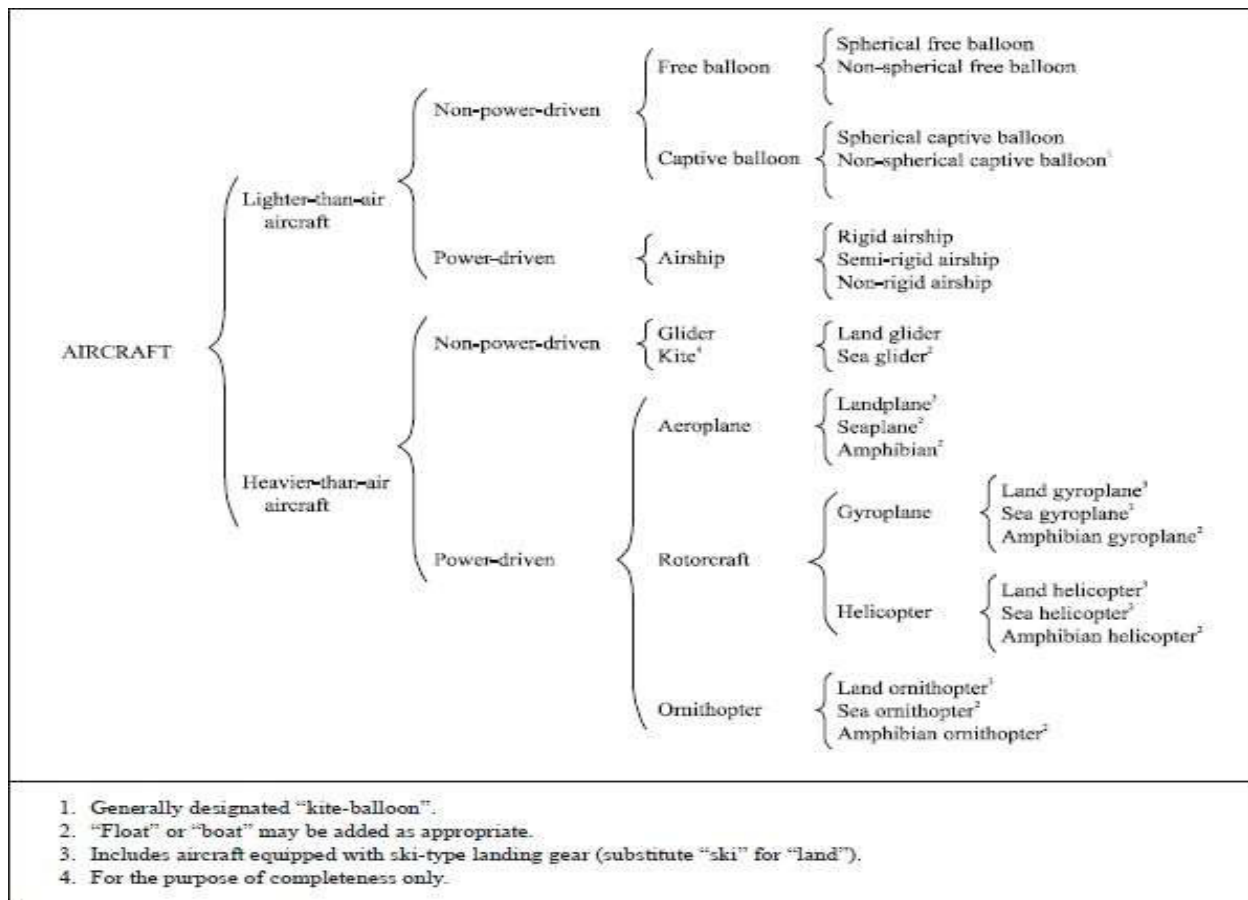 Spherical free balloon
Free balloon
Non-spherical free balloon
Non-power-driven
Spherical captive balloon
Captive balloon
Non-spherical captive balloon¹
Lighter-than-air
aircraft
Rigid airship
Power-driven
Airship
Semi-rigid airship
Non-rigid airship
AIRCRAFT
Non-power-driven
Glider
Kite⁴
Land glider
Sea glider²
Heavier-than-air
aircraft
Power-driven
Aeroplane
Landplane³
Seaplane²
Amphibian²
Rotorcraft
Gyroplane
Land gyroplane³
Sea gyroplane²
Amphibian gyroplane²
Helicopter
Land helicopter³
Sea helicopter²
Amphibian helicopter²
Ornithopter
Land ornithopter³
Sea ornithopter²
Amphibian ornithopter²
1. Generally designated “kite-balloon”.
2. “Float” or “boat” may be added as appropriate.
3. Includes aircraft equipped with ski-type landing gear (substitute “ski” for “land”).
4. For the purpose of completeness only.